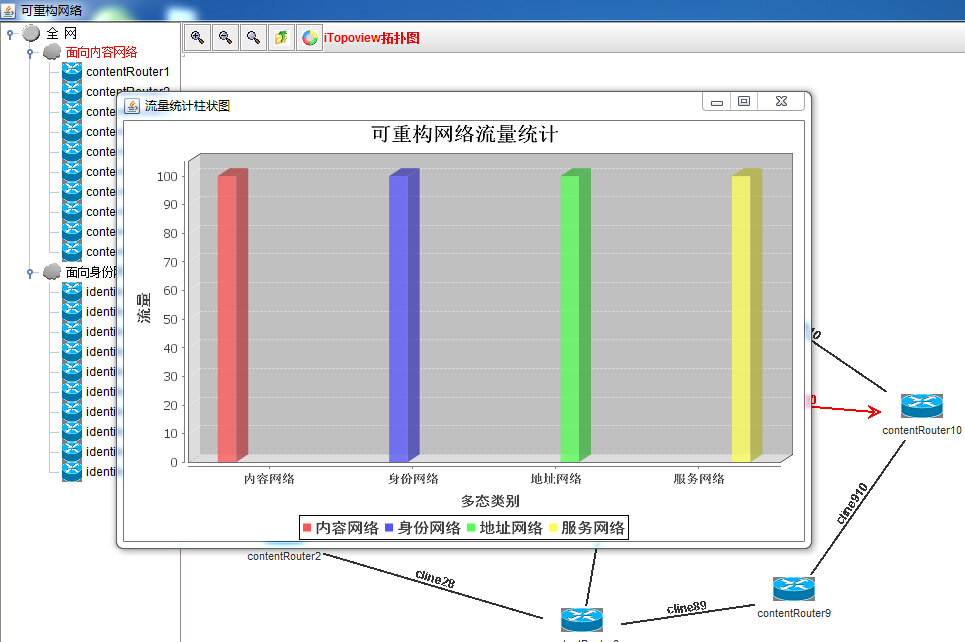 可重构网络
全 网
面向内容网络
contentRouter1
iTopoview拓扑图
流量统计柱状图
可重构网络流量统计
100
90
80
70
60
50
40
30
20
10
0
流量
内容网络 身份网络 地址网络 服务网络
多态类别
内容网络 身份网络 地址网络 服务网络
conte
conte
conte
conte
conte
conte
conte
conte
面向身份
identi
identi
identi
identi
identi
identi
identi
identi
identi
identi
contentRouter10
cline910
contentRouter2
cline28
cline89
contentRouter9